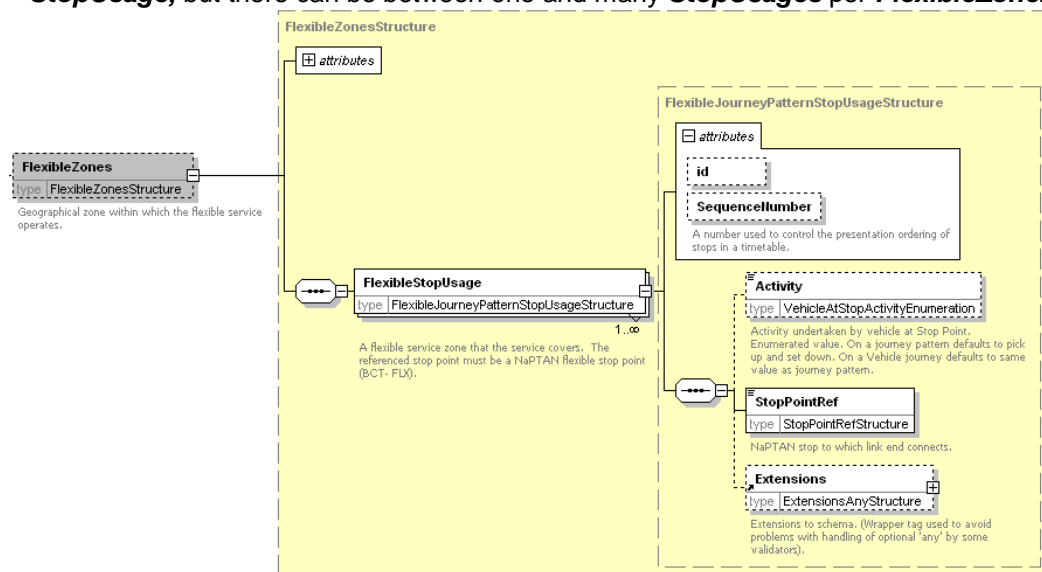 StopUsage, but there can be between one and many StopUsages per FlexibleZone.
FlexibleZonesStructure
attributes
FlexibleJourneyPatternStopUsageStructure
attributes
id
SequenceNumber
A number used to control the presentation ordering of
stops in a timetable.
FlexibleZones
type FlexibleZonesStructure
Geographical zone within which the flexible service
operates.
FlexibleStopUsage
type FlexibleJourneyPatternStopUsageStructure
1..∞
A flexible service zone that the service covers. The
referenced stop point must be a NaPTAN flexible stop point
(BCT- FLX).
Activity
type VehicleAtStopActivityEnumeration
Activity undertaken by vehicle at Stop Point.
Enumerated value. On a journey pattern defaults to pick
up and set down. On a Vehicle journey defaults to same
value as journey pattern.
StopPointRef
type StopPointRefStructure
NaPTAN stop to which link end connects.
Extensions
type ExtensionsAnyStructure
Extensions to schema. (Wrapper tag used to avoid
problems with handling of optional 'any' by some
validators).